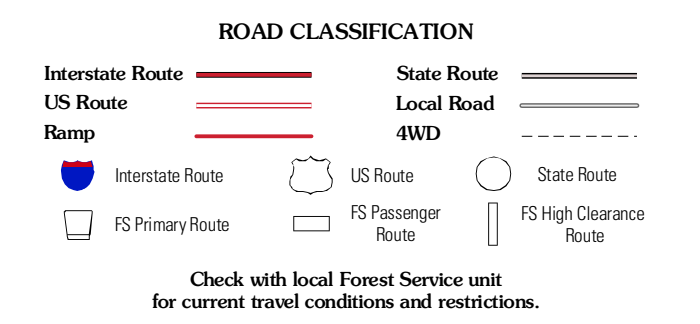 ROAD CLASSIFICATION
Interstate Route
State Route
US Route
Local Road
Ramp
4WD
Interstate Route
US Route
State Route
FS Primary Route
FS Passenger
Route
FS High Clearance
Route
Check with local Forest Service unit
for current travel conditions and restrictions.